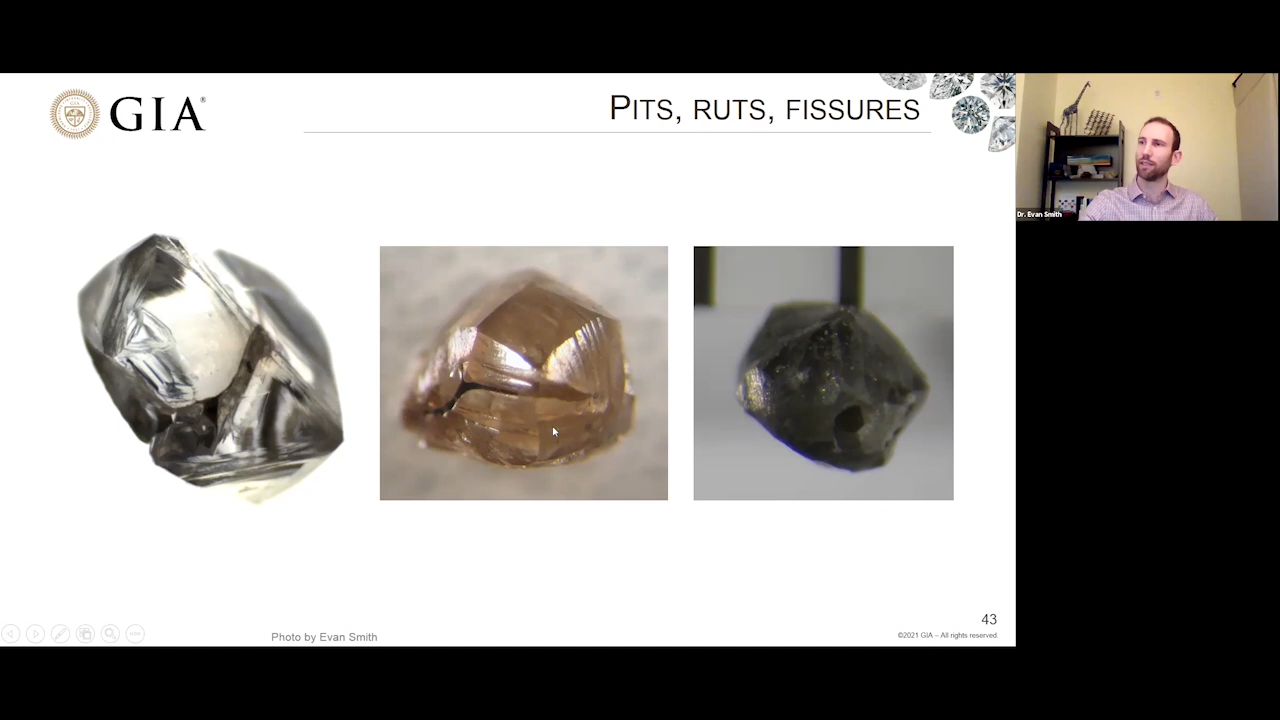 GIA®
PITS, RUTS, FISSURES
Dr. Evan Smith
43
Photo by Evan Smith
©2021 GIA – All rights reserved.